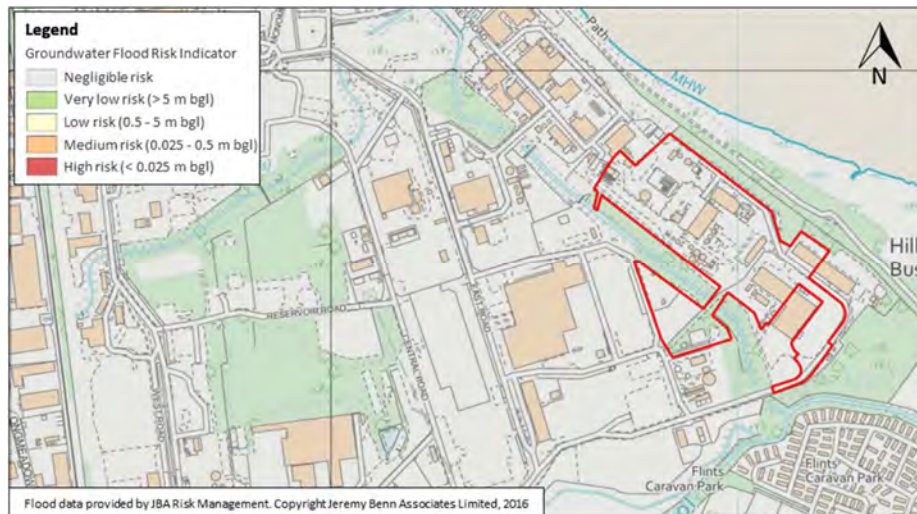 Legend
Groundwater Flood Risk Indicator
Negligible risk
Very low risk (> 5 m bgl)
Low risk (0.5 - 5 m bgl)
Medium risk (0.025 - 0.5 m bgl)
High risk (< 0.025 m bgl)
Path
MHW
N
Hill
Bus
RESERVOIR ROAD
EAST ROAD
CENTRAL ROAD
WEST ROAD
Flints
Caravan Park
Flints
Caravan Park
Flood data provided by JBA Risk Management. Copyright Jeremy Benn Associates Limited, 2016